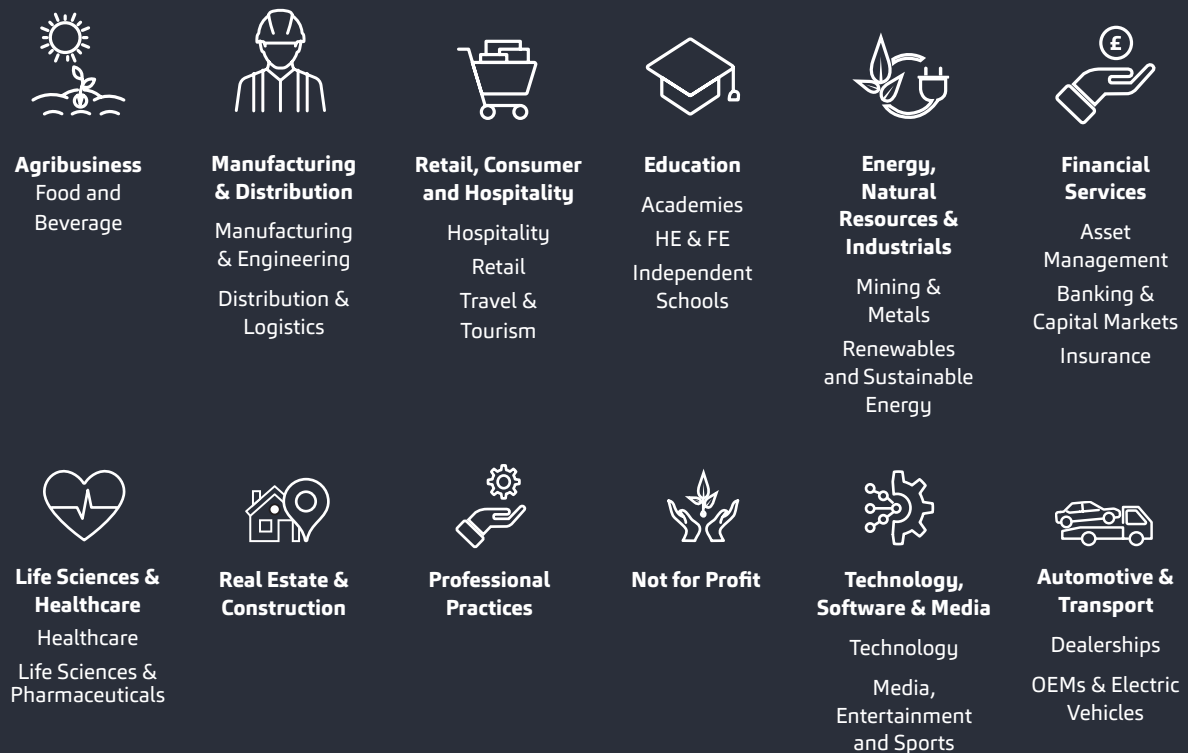 £
Agribusiness
Food and
Beverage
Manufacturing
& Distribution
Manufacturing
& Engineering
Distribution &
Logistics
Retail, Consumer
and Hospitality
Hospitality
Retail
Travel &
Tourism
Education
Academies
HE & FE
Independent
Schools
Energy,
Natural
Resources &
Industrials
Mining &
Metals
Renewables
and Sustainable
Energy
Financial
Services
Asset
Management
Banking &
Capital Markets
Insurance
Life Sciences &
Healthcare
Healthcare
Life Sciences &
Pharmaceuticals
Real Estate &
Construction
Professional
Practices
Not for Profit
Technology,
Software & Media
Technology
Media,
Entertainment
and Sports
Automotive &
Transport
Dealerships
OEMs & Electric
Vehicles